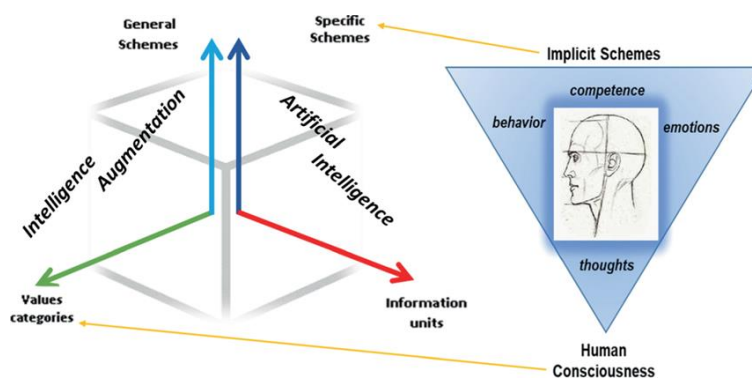 General
Schemes
Specific
Schemes
Intelligence
Augmentation
Artificial
Intelligence
Values
categories
Information
units
Implicit Schemes
competence
behavior
emotions
thoughts
Human
Consciousness